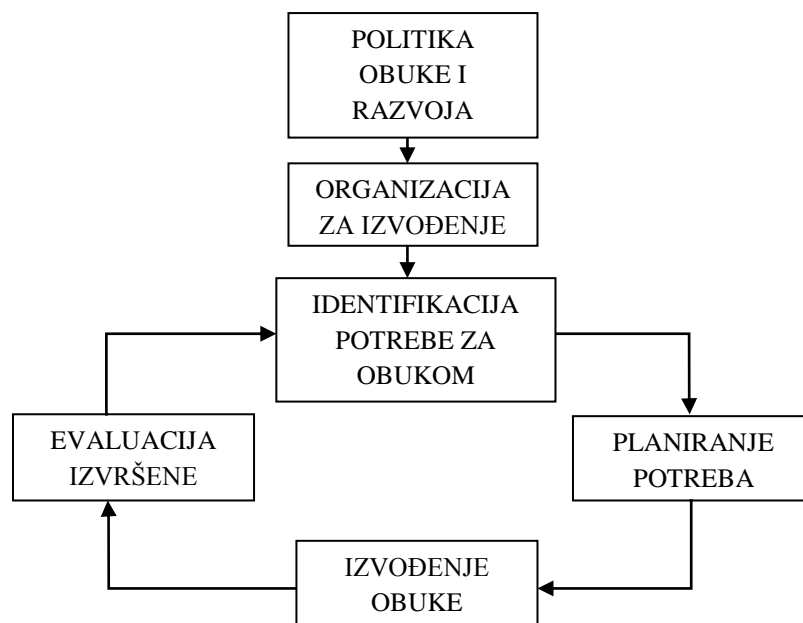 POLITIKA
OBUKE I
RAZVOJA
ORGANIZACIJA
ZA IZVOĐENJE
IDENTIFIKACIJA
POTREBE ZA
OBUKOM
EVALUACIJA
IZVRŠENE
PLANIRANJE
POTREBA
IZVOĐENJE
OBUKE